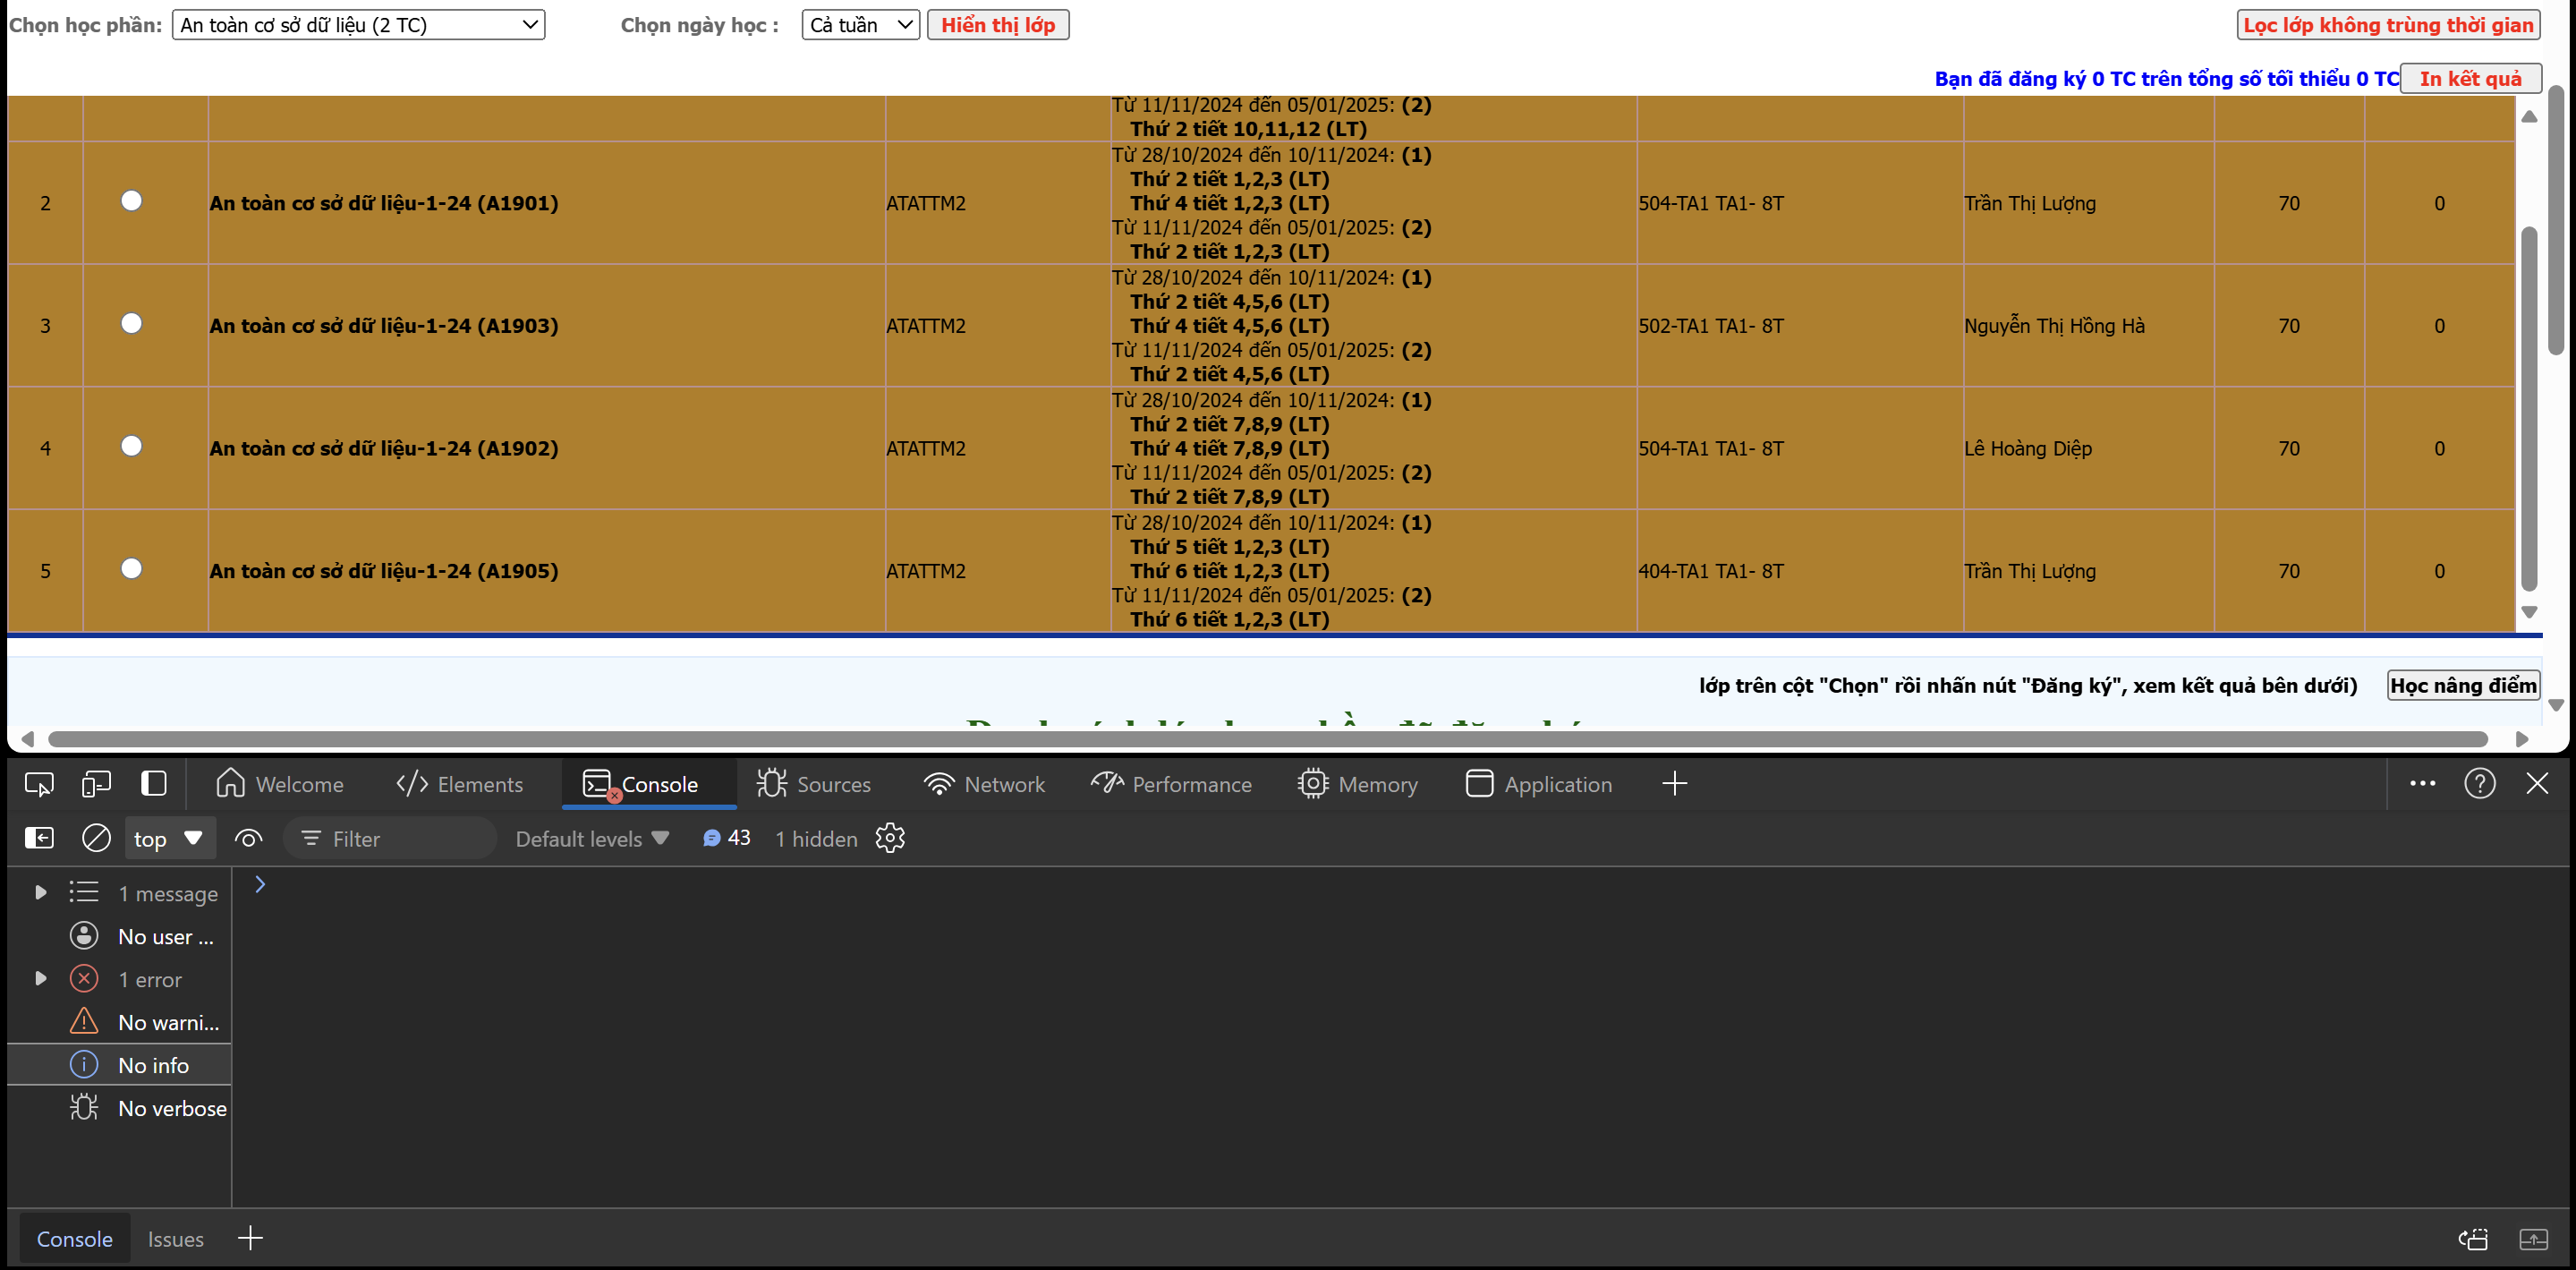 Chọn học phần: An toàn cơ sở dữ liệu (2 TC) Chọn ngày học : Cả tuần Hiển thị lớp Lọc lớp không trùng thời gian
Bạn đã đăng ký 0 TC trên tổng số tối thiểu 0 TC In kết quả
Từ 11/11/2024 đến 05/01/2025: (2)
Thứ 2 tiết 10,11,12 (LT)
2 An toàn cơ sở dữ liệu-1-24 (A1901) ATATTM2
Từ 28/10/2024 đến 10/11/2024: (1)
Thứ 2 tiết 1,2,3 (LT)
Thứ 4 tiết 1,2,3 (LT)
Từ 11/11/2024 đến 05/01/2025: (2)
Thứ 2 tiết 1,2,3 (LT)
504-TA1 TA1- 8T Trần Thị Lượng 70 0
3 An toàn cơ sở dữ liệu-1-24 (A1903) ATATTM2
Từ 28/10/2024 đến 10/11/2024: (1)
Thứ 2 tiết 4,5,6 (LT)
Thứ 4 tiết 4,5,6 (LT)
Từ 11/11/2024 đến 05/01/2025: (2)
Thứ 2 tiết 4,5,6 (LT)
502-TA1 TA1- 8T Nguyễn Thị Hồng Hà 70 0
4 An toàn cơ sở dữ liệu-1-24 (A1902) ATATTM2
Từ 28/10/2024 đến 10/11/2024: (1)
Thứ 2 tiết 7,8,9 (LT)
Thứ 4 tiết 7,8,9 (LT)
Từ 11/11/2024 đến 05/01/2025: (2)
Thứ 2 tiết 7,8,9 (LT)
504-TA1 TA1- 8T Lê Hoàng Diệp 70 0
5 An toàn cơ sở dữ liệu-1-24 (A1905) ATATTM2
Từ 28/10/2024 đến 10/11/2024: (1)
Thứ 5 tiết 1,2,3 (LT)
Thứ 6 tiết 1,2,3 (LT)
Từ 11/11/2024 đến 05/01/2025: (2)
Thứ 6 tiết 1,2,3 (LT)
404-TA1 TA1- 8T Trần Thị Lượng 70 0
lớp trên cột "Chọn" rồi nhấn nút "Đăng ký", xem kết quả bên dưới) Học nâng điểm
Welcome Elements Console Sources Network Performance Memory Application
top Filter Default levels 43 1 hidden
1 message
No user ...
1 error
No warni...
No info
No verbose
Console Issues